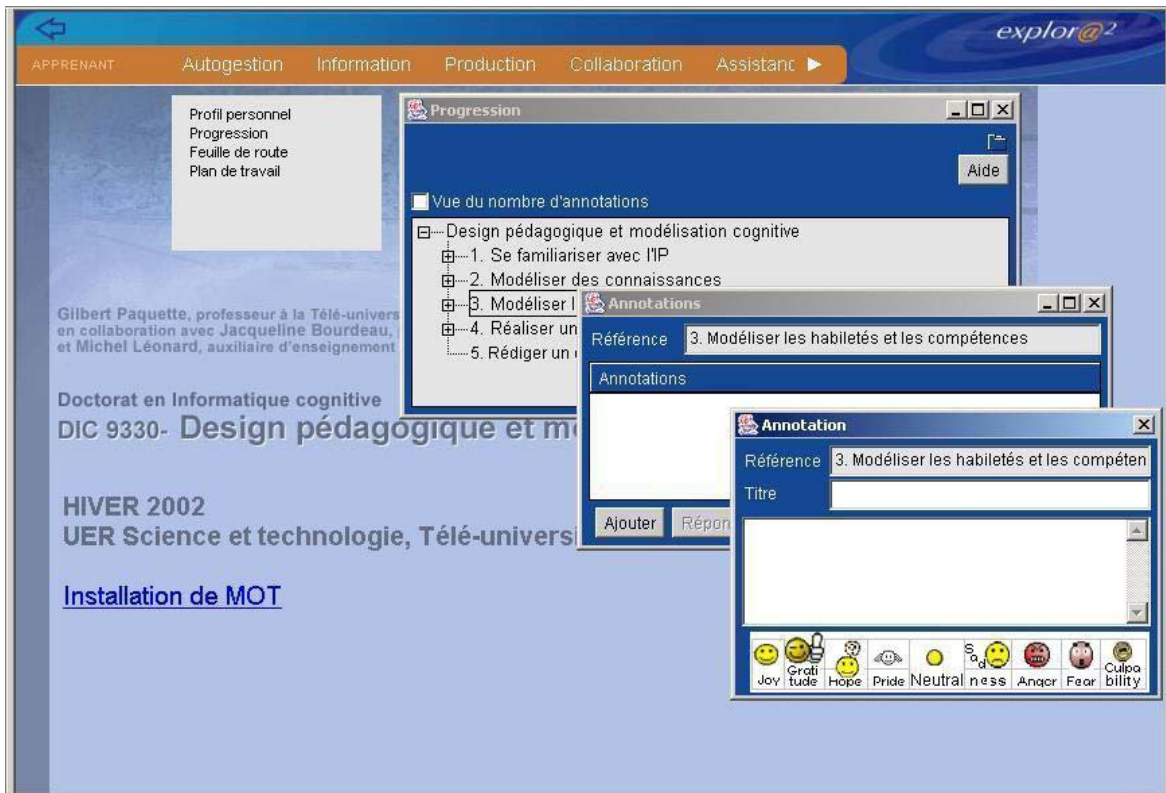 explor@²
APPRENANT Autogestion Information Production Collaboration Assistanc
Profil personnel
Progression
Feuille de route
Plan de travail
Progression
Aide
Vue du nombre d'annotations
Design pédagogique et modélisation cognitive
1. Se familiariser avec l'IP
2. Modéliser des connaissances
3. Modéliser l
4. Réaliser un
5. Rédiger un
Gilbert Paquette, professeur à la Télé-univers
en collaboration avec Jacqueline Bourdeau,
et Michel Léonard, auxiliaire d'enseignement
Doctorat en Informatique cognitive
DIC 9330- Design pédagogique et m
HIVER 2002
UER Science et technologie, Télé-universi
Installation de MOT
Annotations
Référence 3. Modéliser les habiletés et les compétences
Annotations
Ajouter Répon
Annotation
Référence 3. Modéliser les habiletés et les compéten
Titre
Joy Gratitude Hope Pride Neutral Sadness Anger Fear Culpability